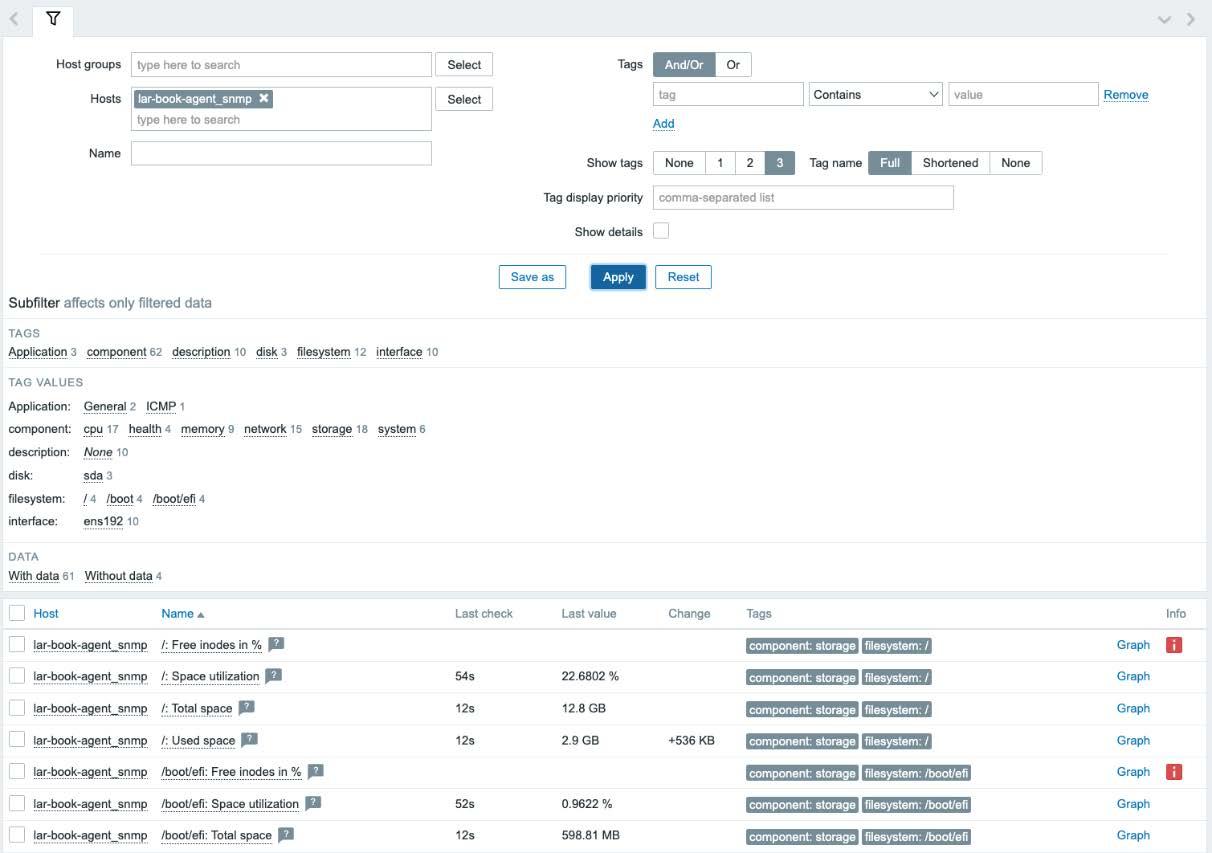 Host groups type here to search Select Tags And/Or Or
Hosts lar-book-agent_snmp Select tag Contains value Remove
type here to search
Add
Name
Show tags None 1 2 3 Tag name Full Shortened None
Tag display priority comma-separated list
Show details
Save as Apply Reset
Subfilter affects only filtered data
TAGS
Application 3 component 62 description 10 disk 3 filesystem 12 interface 10
TAG VALUES
Application: General 2 ICMP 1
component: cpu 17 health 4 memory 9 network 15 storage 18 system 6
description: None 10
disk: sda 3
filesystem: / 4 /boot 4 /boot/efi 4
interface: ens192 10
DATA
With data 61 Without data 4
Host Name Last check Last value Change Tags Info
lar-book-agent_snmp /: Free inodes in % ? component: storage filesystem: / Graph i
lar-book-agent_snmp /: Space utilization ? 54s 22.6802 % component: storage filesystem: / Graph
lar-book-agent_snmp /: Total space ? 12s 12.8 GB component: storage filesystem: / Graph
lar-book-agent_snmp /: Used space ? 12s 2.9 GB +536 KB component: storage filesystem: / Graph
lar-book-agent_snmp /boot/efi: Free inodes in % ? component: storage filesystem: /boot/efi Graph i
lar-book-agent_snmp /boot/efi: Space utilization ? 52s 0.9622 % component: storage filesystem: /boot/efi Graph
lar-book-agent_snmp /boot/efi: Total space ? 12s 598.81 MB component: storage filesystem: /boot/efi Graph